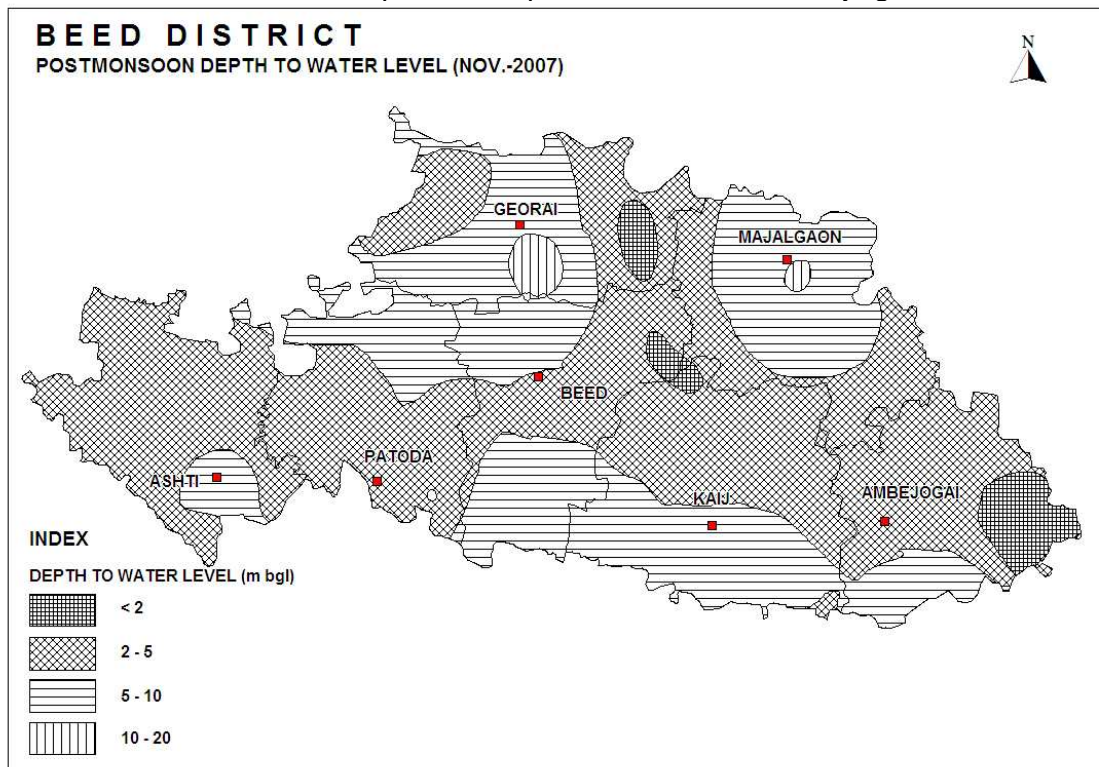 BEED DISTRICT
POSTMONSOON DEPTH TO WATER LEVEL (NOV.-2007)
N
GEORAI
MAJALGAON
BEED
PATODA
ASHTI
KAIJ
AMBEJOGAI
INDEX
DEPTH TO WATER LEVEL (m bgl)
< 2
2 - 5
5 - 10
10 - 20